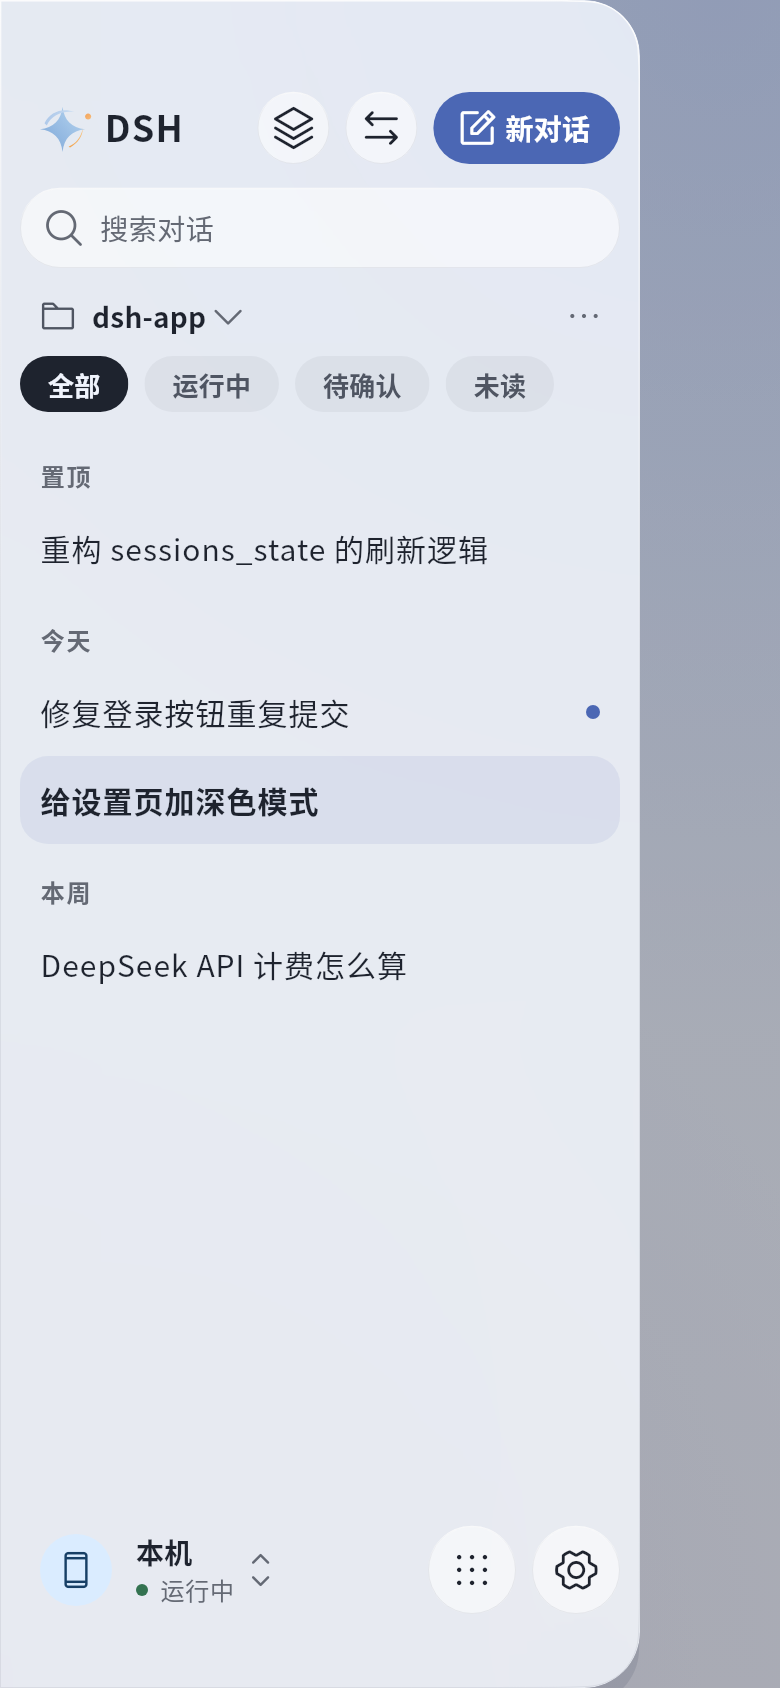 DSH
新对话
搜索对话
dsh-app
全部 运行中 待确认 未读
置顶
重构 sessions_state 的刷新逻辑
今天
修复登录按钮重复提交
给设置页加深色模式
本周
DeepSeek API 计费怎么算
本机
运行中